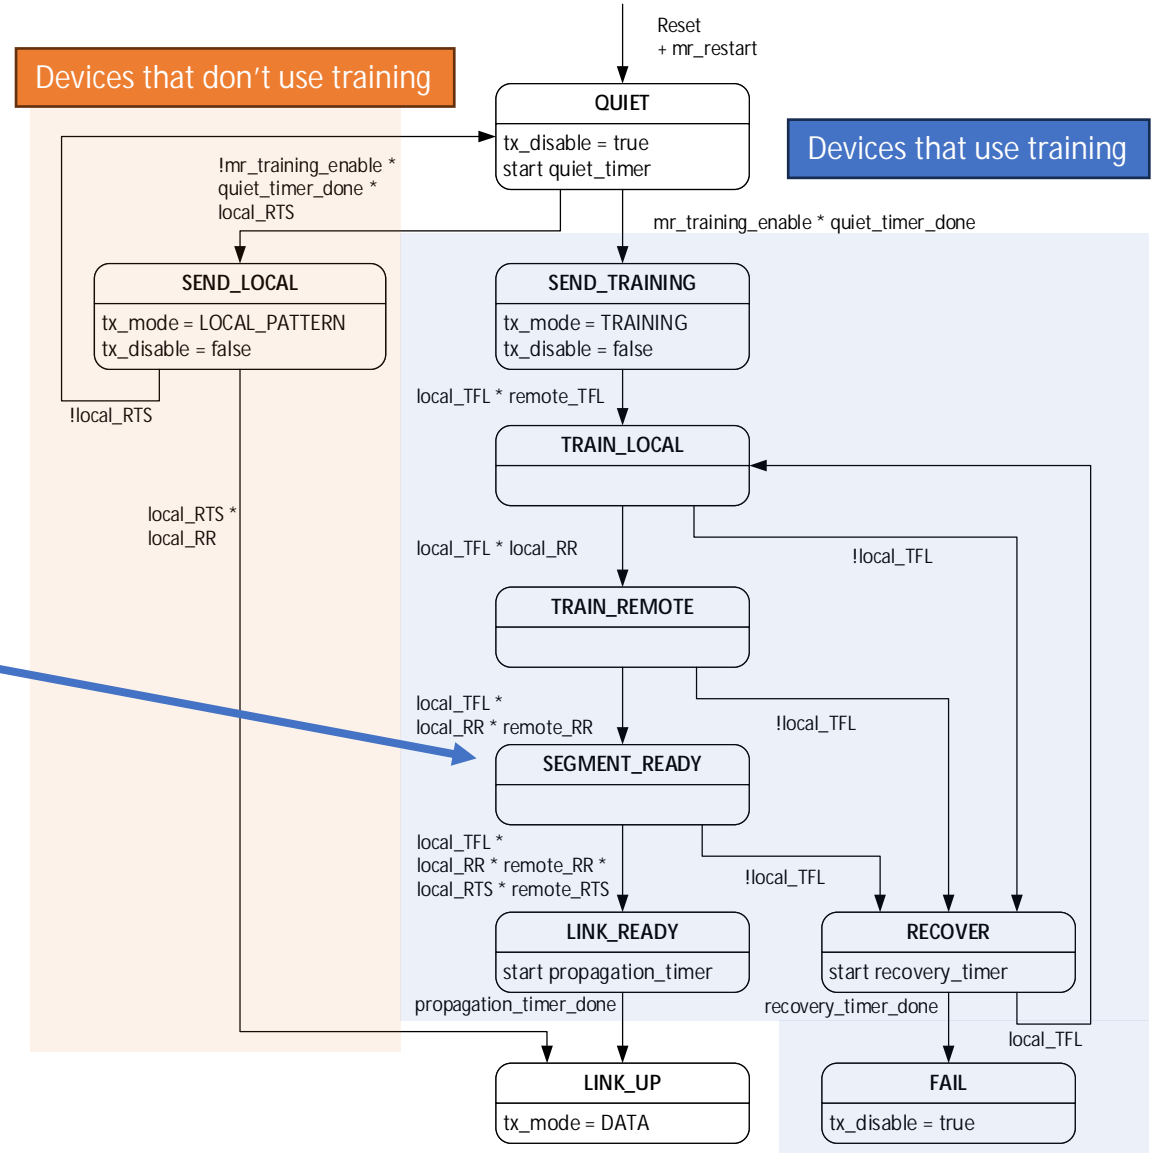 Reset
+ mr_restart
Devices that don't use training
QUIET
tx_disable = true
start quiet_timer
Devices that use training
!mr_training_enable *
quiet_timer_done *
local_RTS
mr_training_enable * quiet_timer_done
SEND_LOCAL
tx_mode = LOCAL_PATTERN
tx_disable = false
SEND_TRAINING
tx_mode = TRAINING
tx_disable = false
!local_RTS
local_TFL * remote_TFL
TRAIN_LOCAL
local_RTS *
local_RR
local_TFL * local_RR
!local_TFL
TRAIN_REMOTE
local_TFL *
local_RR * remote_RR
!local_TFL
SEGMENT_READY
local_TFL *
local_RR * remote_RR *
local_RTS * remote_RTS
!local_TFL
LINK_READY
start propagation_timer
RECOVER
start recovery_timer
propagation_timer_done
recovery_timer_done
local_TFL
LINK_UP
tx_mode = DATA
FAIL
tx_disable = true